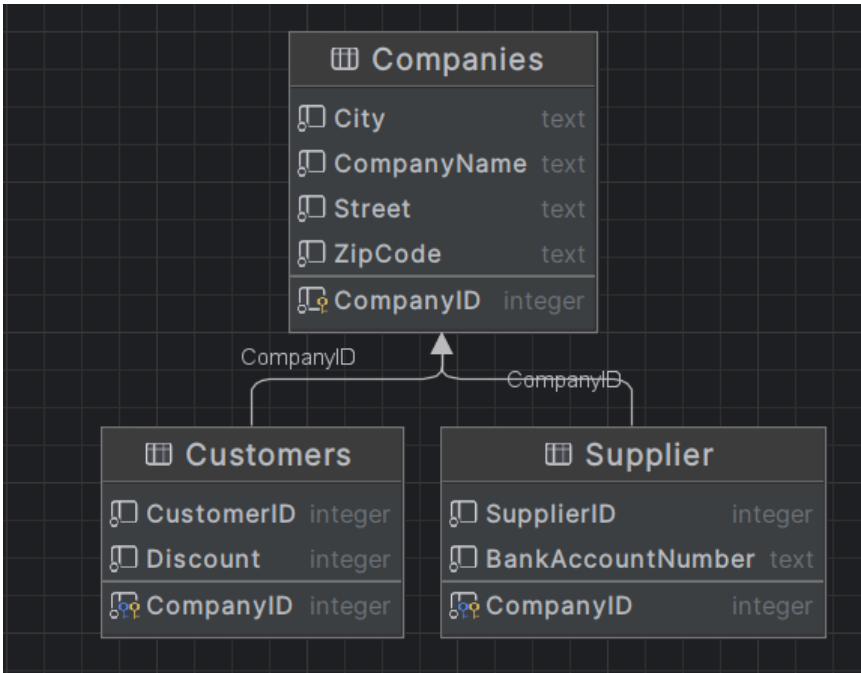 Companies
City text
CompanyName text
Street text
ZipCode text
CompanyID integer
CompanyID
CompanyID
Customers
CustomerID integer
Discount integer
CompanyID integer
Supplier
SupplierID integer
BankAccountNumber text
CompanyID integer